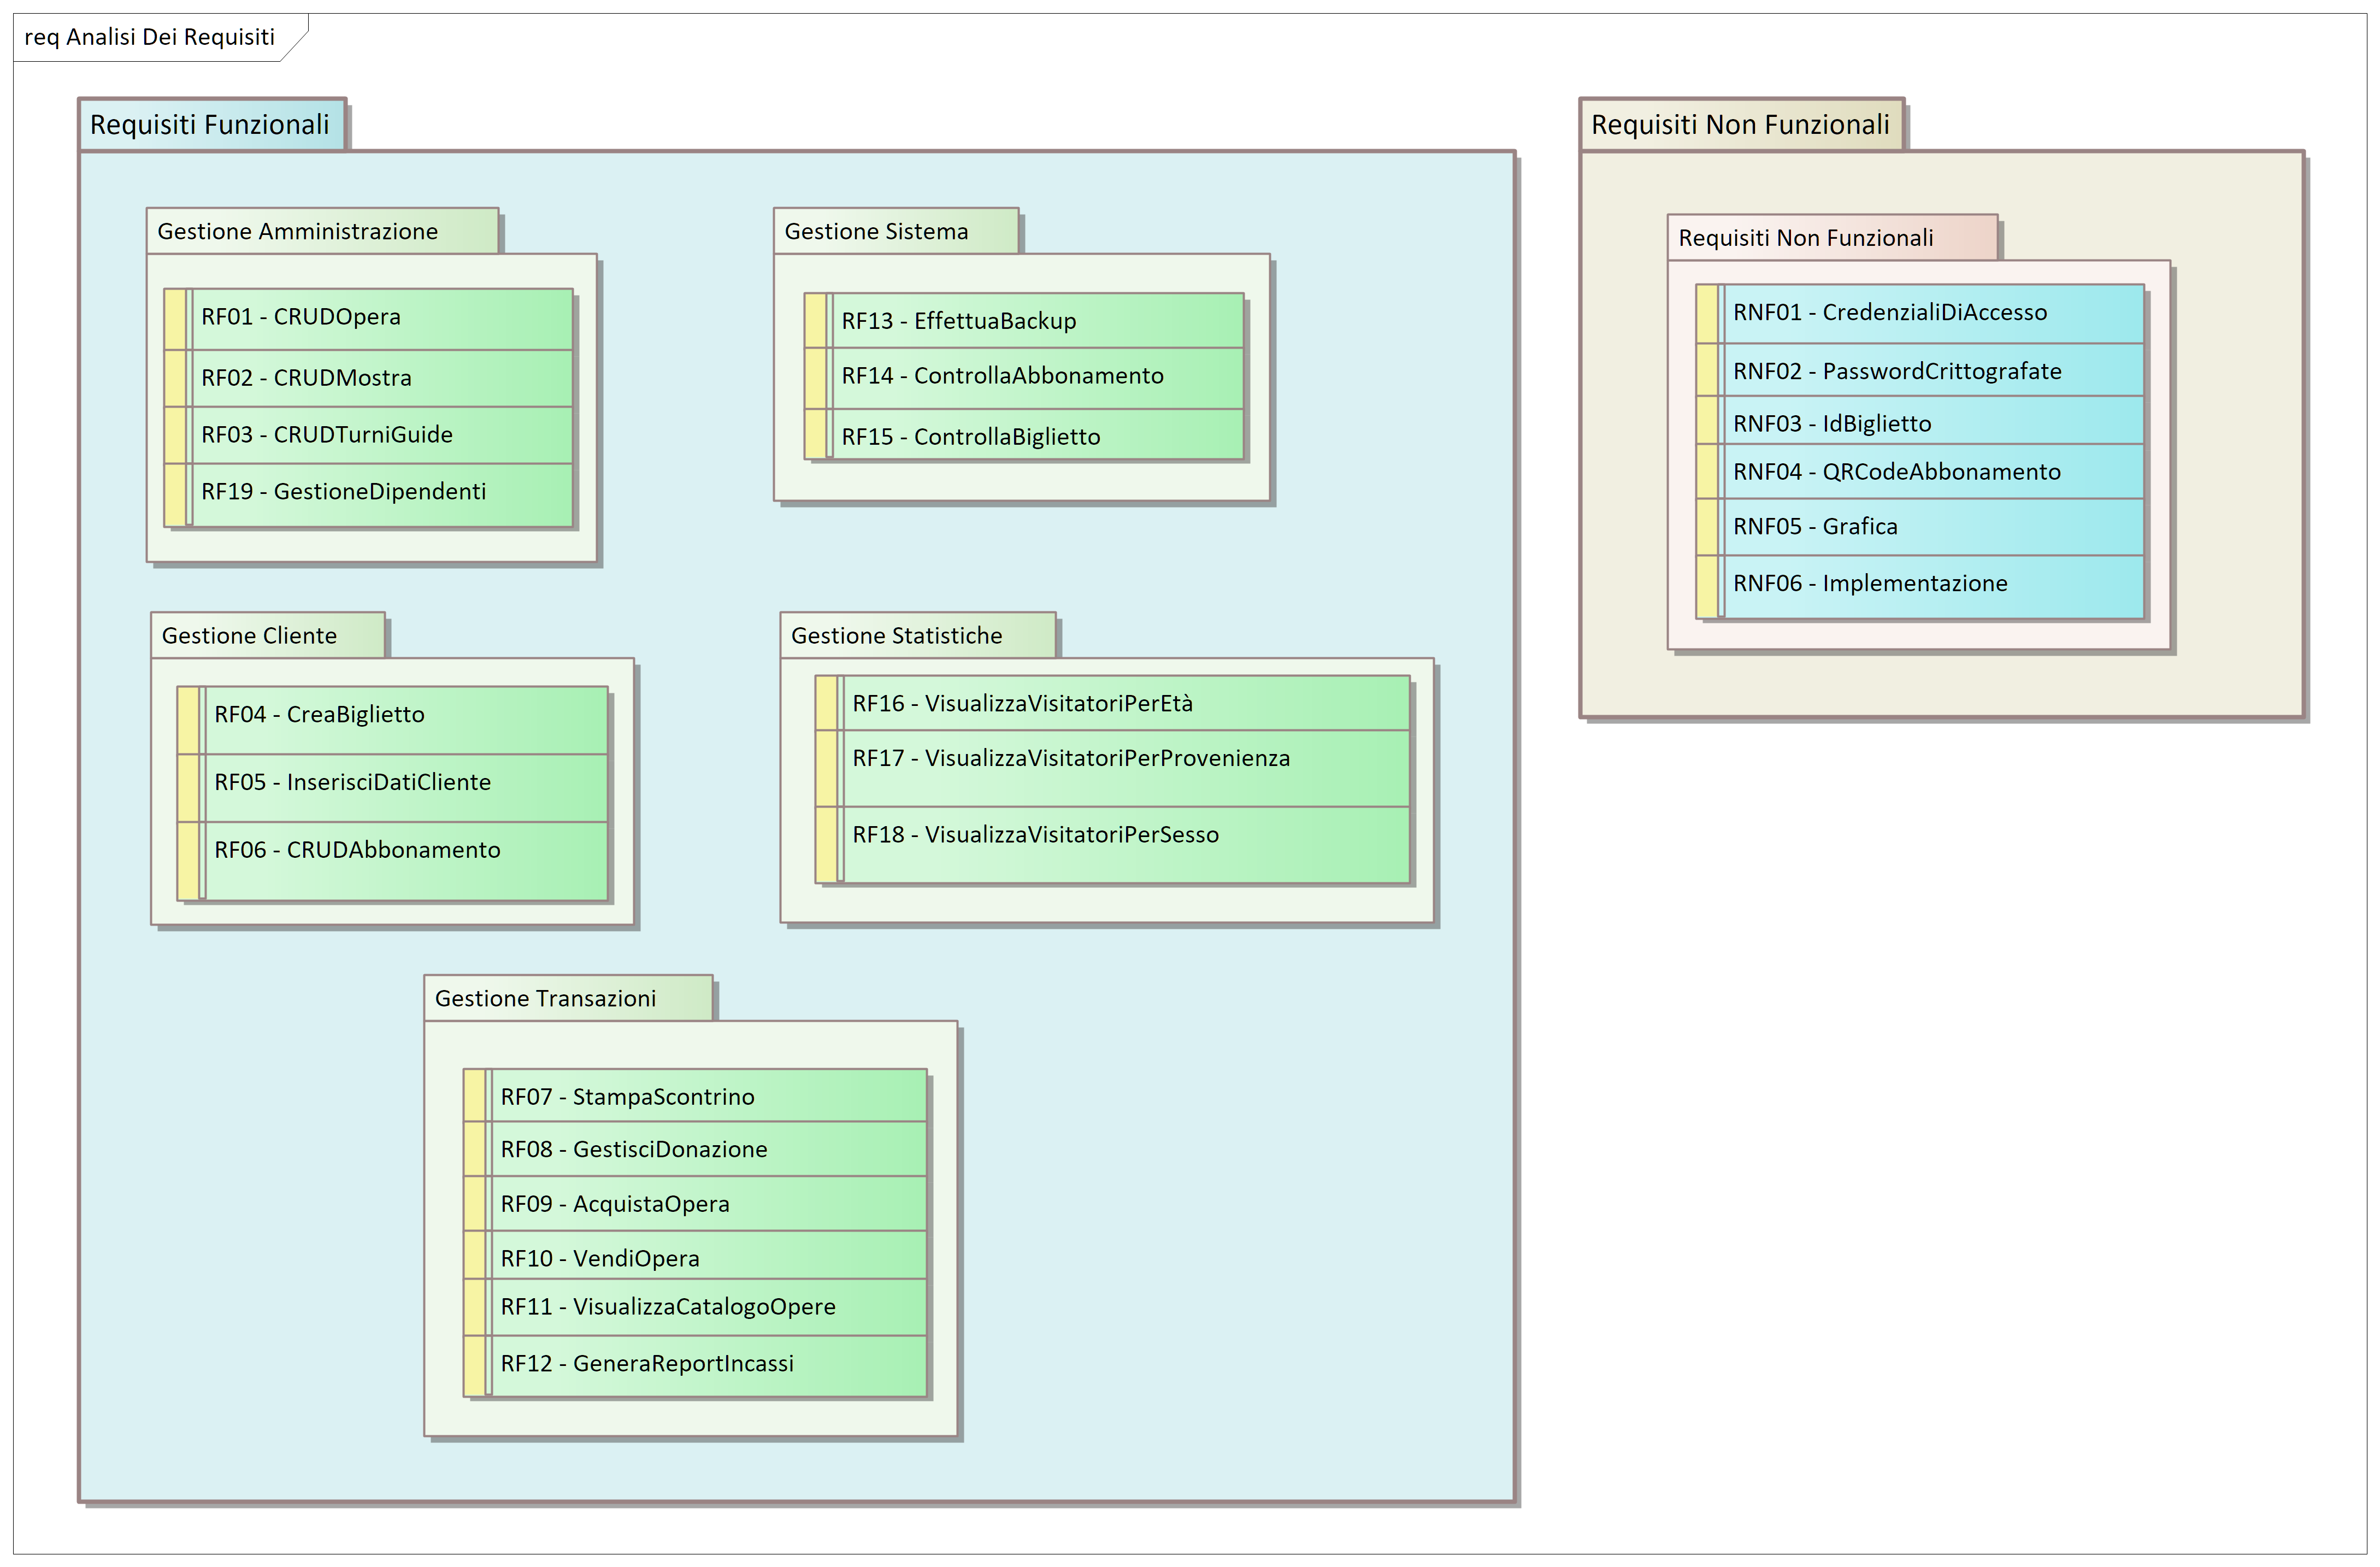 req Analisi Dei Requisiti
Requisiti Funzionali
Gestione Amministrazione
RF01 - CRUDOpera
RF02 - CRUDMostra
RF03 - CRUDTurniGuide
RF19 - GestioneDipendenti
Gestione Sistema
RF13 - EffettuaBackup
RF14 - ControllaAbbonamento
RF15 - ControllaBiglietto
Gestione Cliente
RF04 - CreaBiglietto
RF05 - InserisciDatiCliente
RF06 - CRUDAbbonamento
Gestione Statistiche
RF16 - VisualizzaVisitatoriPerEtà
RF17 - VisualizzaVisitatoriPerProvenienza
RF18 - VisualizzaVisitatoriPerSesso
Gestione Transazioni
RF07 - StampaScontrino
RF08 - GestisciDonazione
RF09 - AcquistaOpera
RF10 - VendiOpera
RF11 - VisualizzaCatalogoOpere
RF12 - GeneraReportIncassi
Requisiti Non Funzionali
Requisiti Non Funzionali
RNF01 - CredenzialiDiAccesso
RNF02 - PasswordCrittografate
RNF03 - IdBiglietto
RNF04 - QRCodeAbbonamento
RNF05 - Grafica
RNF06 - Implementazione